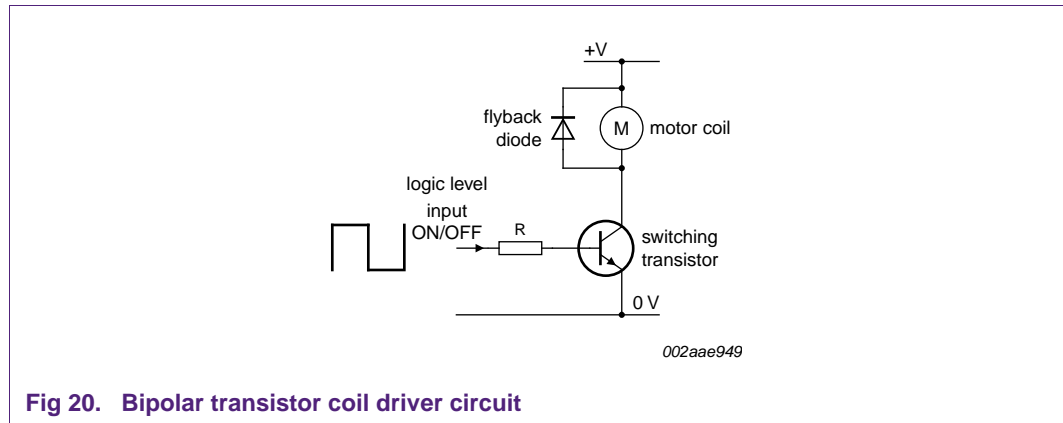 +V
flyback
diode
M
motor coil
logic level
input
ON/OFF
R
switching
transistor
0 V
002aae949
Fig 20. Bipolar transistor coil driver circuit